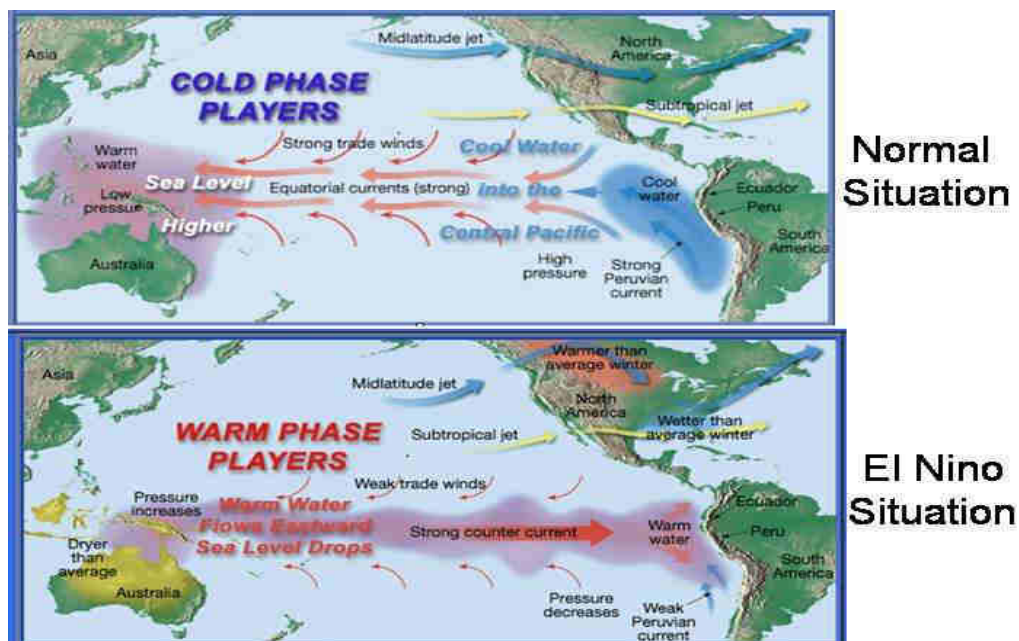 Midlatitude jet
Asia
North
America
COLD PHASE
PLAYERS
Subtropical jet
Strong trade winds
Cool Water
Warm
water
Sea Level
Equatorial currents (strong)
into the
Cool
water
Ecuador
Low
pressure
Peru
Higher
Central Pacific
South
America
Australia
High
pressure
Strong
Peruvian
current
Normal
Situation
Warmer than
average winter
Asia
Midlatitude jet
North
America
Wetter than
average winter
WARM PHASE
PLAYERS
Subtropical jet
Weak trade winds
Pressure
increases
Warm Water
Flows Eastward
Sea Level Drops
Strong counter current
Warm
water
Ecuador
Peru
Dryer
than
average
South
America
Australia
Pressure
decreases
Weak
Peruvian
current
El Nino
Situation